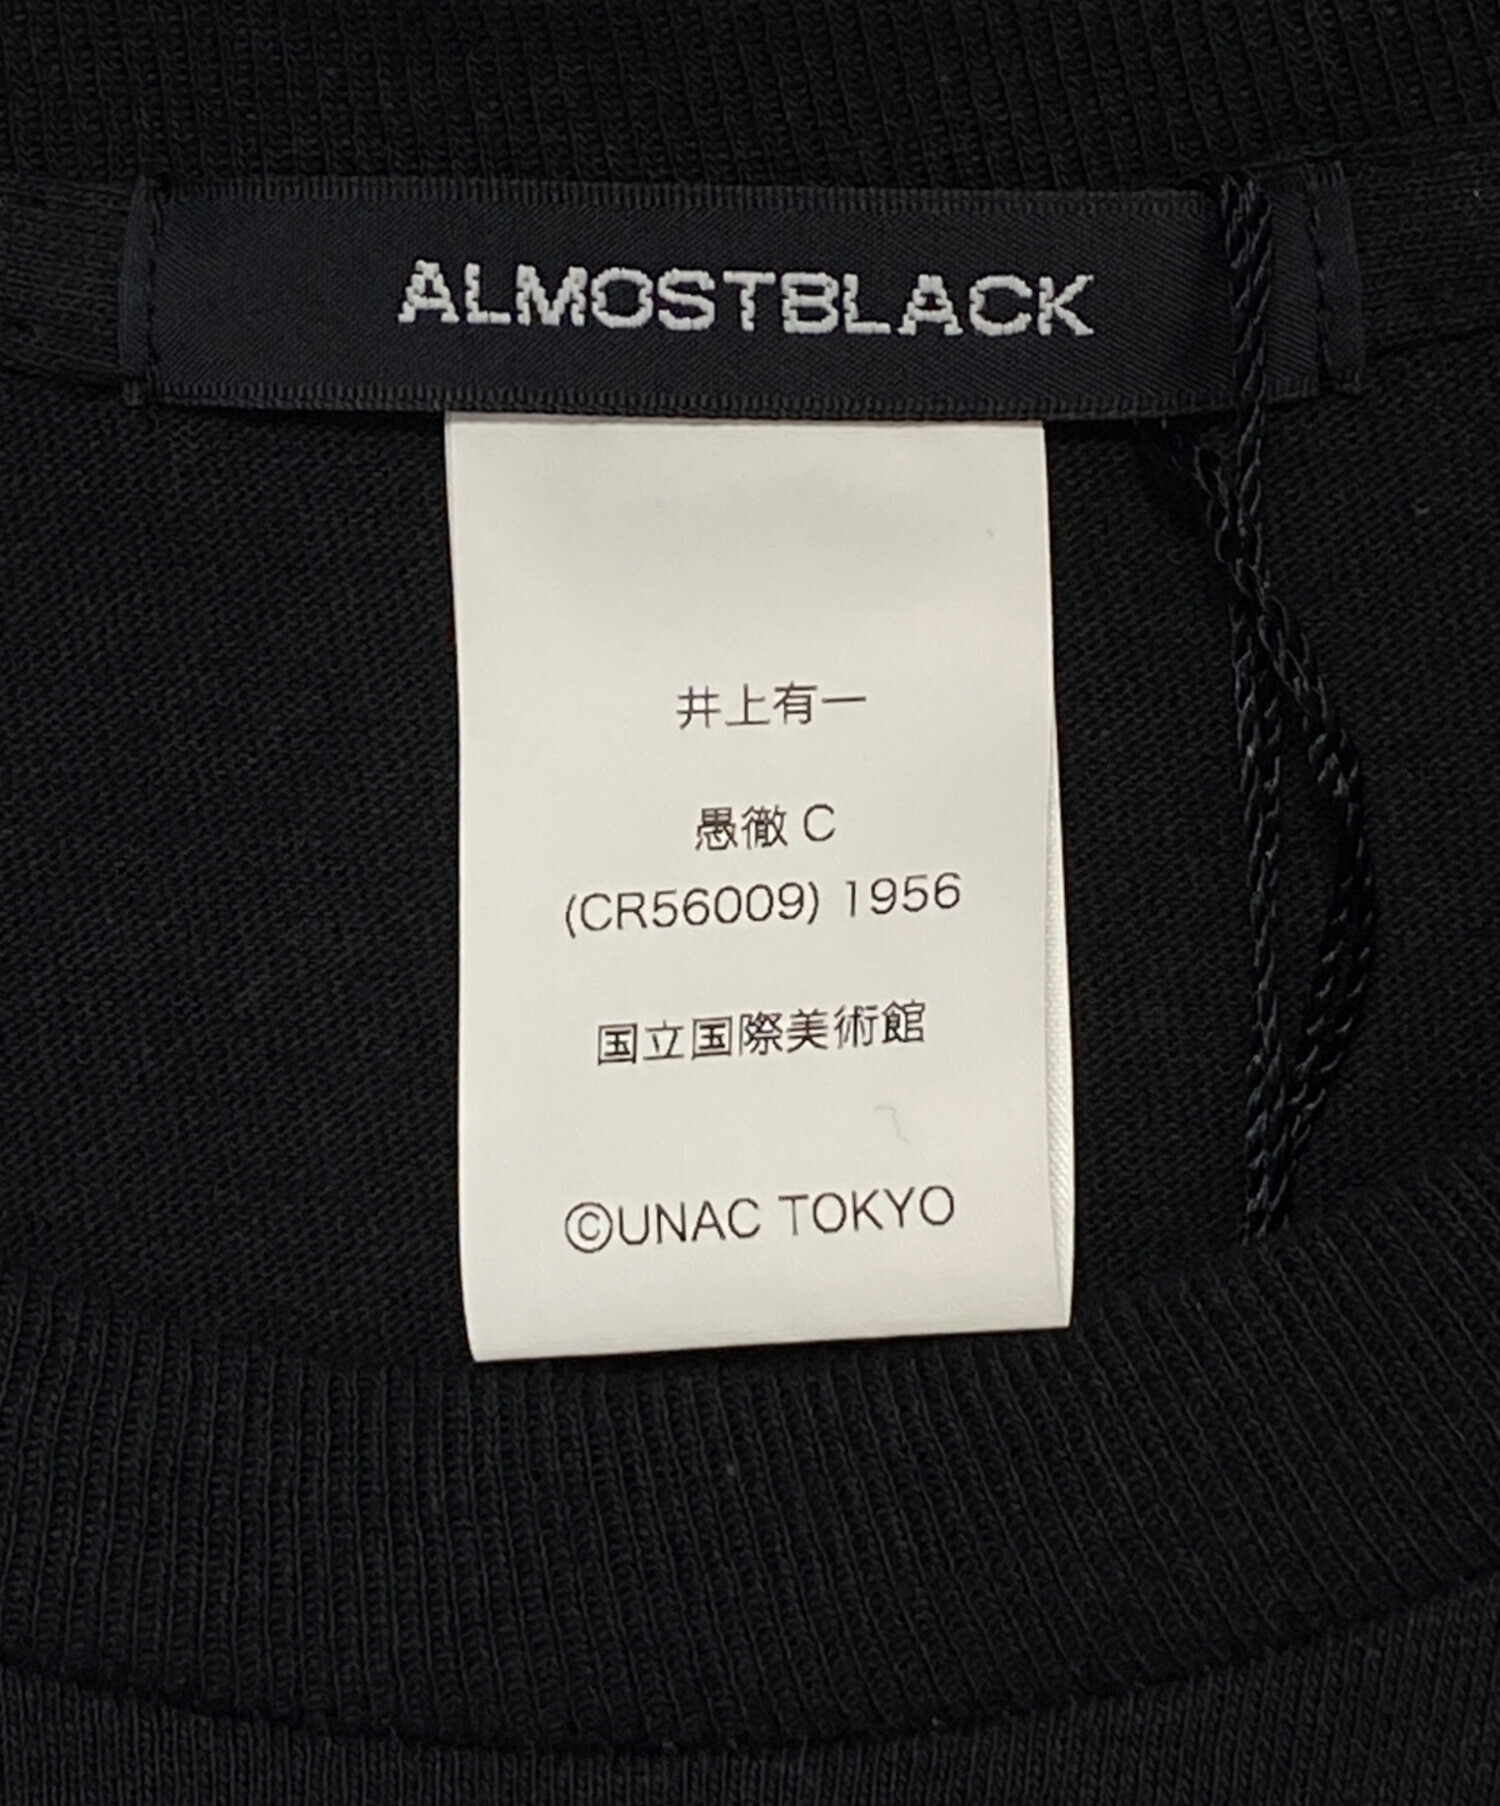 ALMOSTBLACK
井上有一
愚徹 C
(CR56009) 1956
国立国際美術館
©UNAC TOKYO